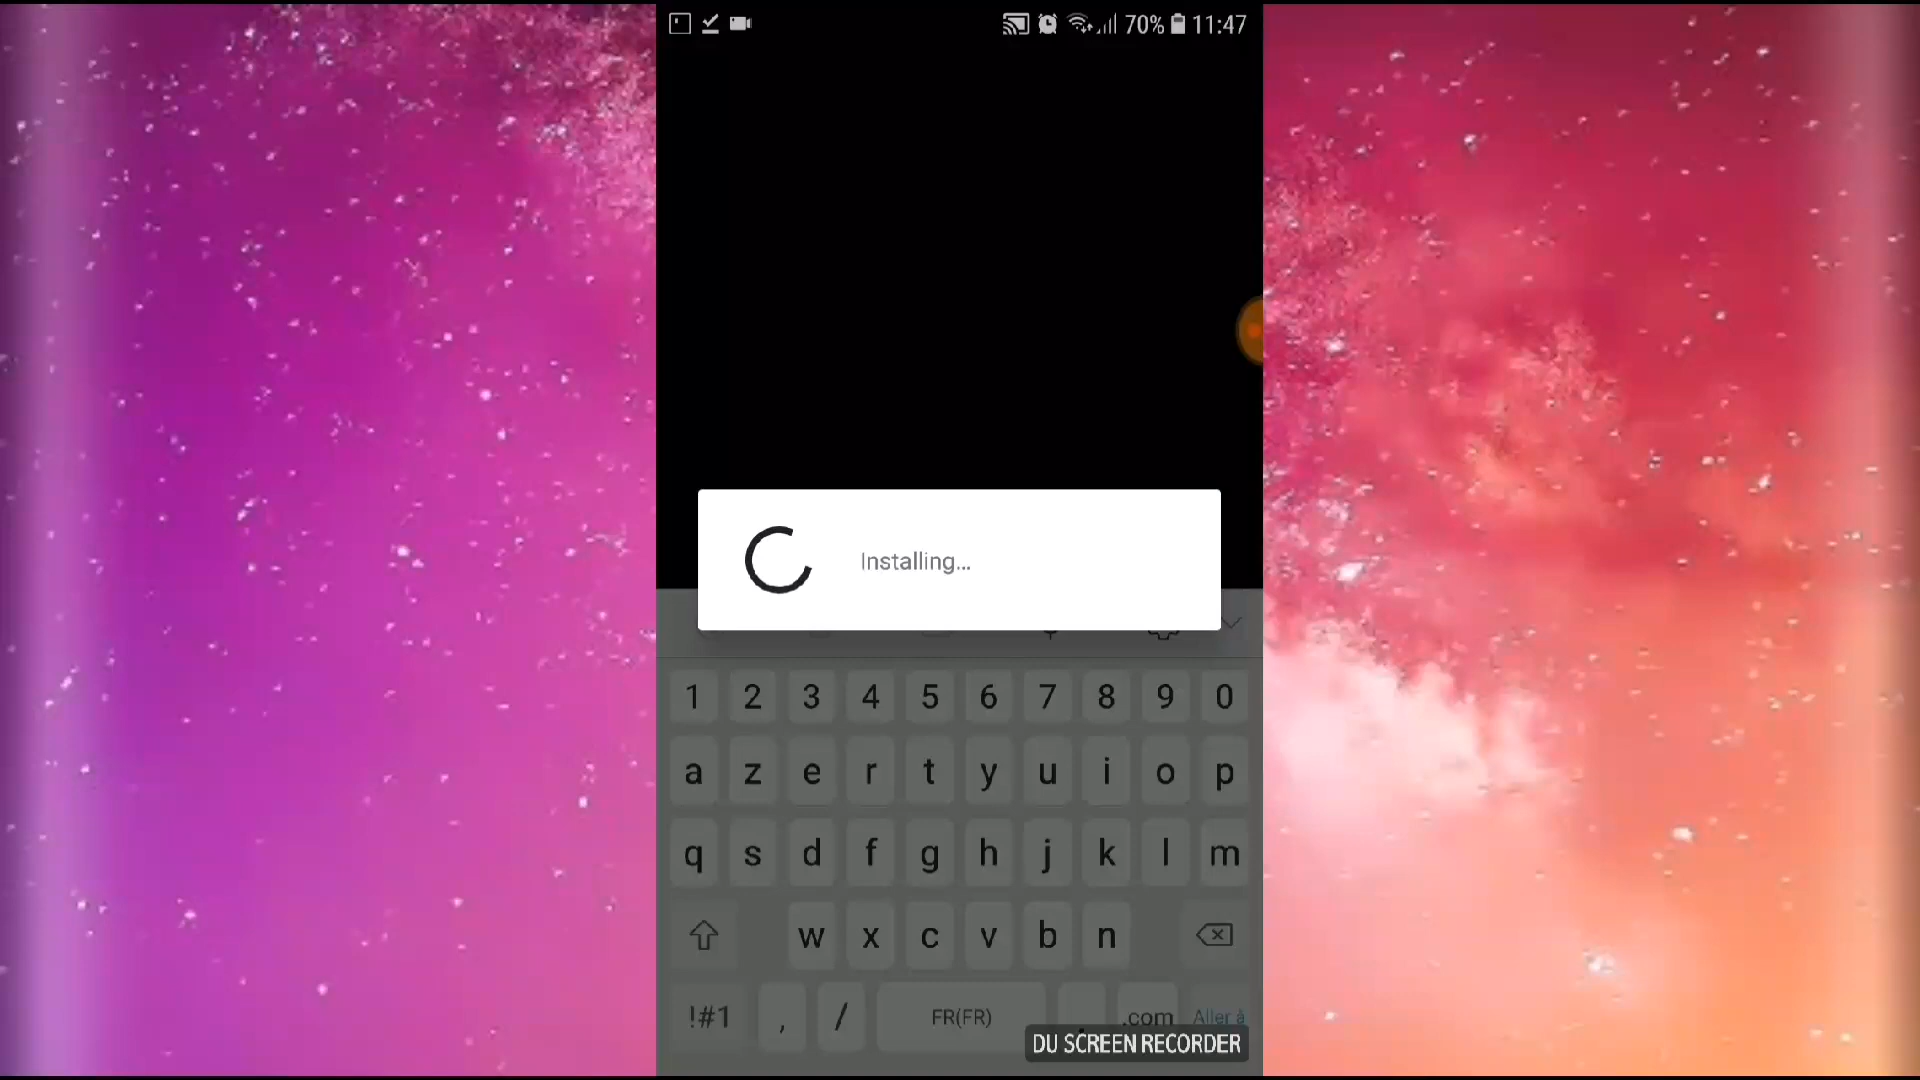 70% 11:47
Installing...
1 2 3 4 5 6 7 8 9 0
a z e r t y u i o p
q s d f g h j k l m
w x c v b n
!#1 , / FR(FR) . .com Aller à
DU SCREEN RECORDER